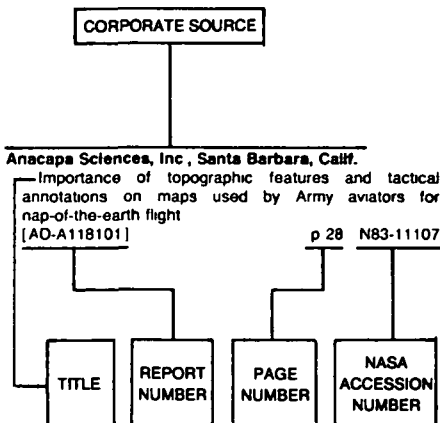 CORPORATE SOURCE
Anacapa Sciences, Inc , Santa Barbara, Calif.
Importance of topographic features and tactical
annotations on maps used by Army aviators for
nap-of-the-earth flight
[AD-A118101] p 28 N83-11107
TITLE
REPORT
NUMBER
PAGE
NUMBER
NASA
ACCESSION
NUMBER